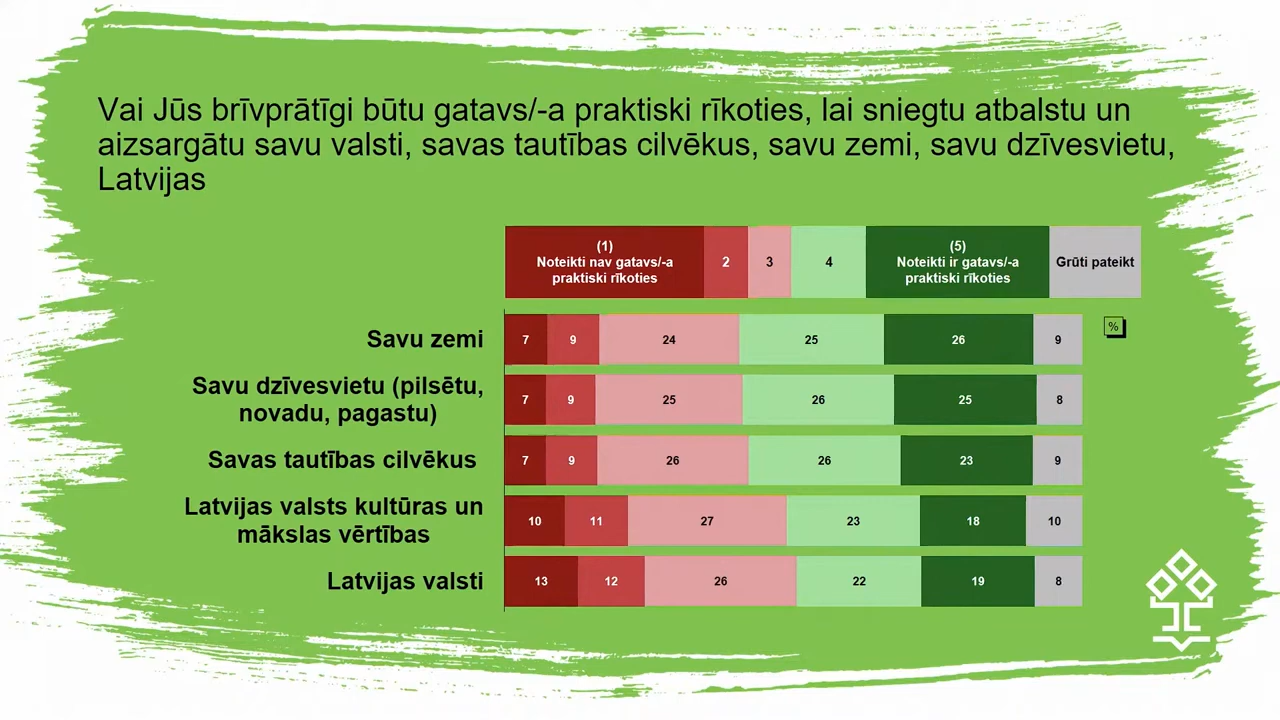 Vai Jūs brīvprātīgi būtu gatavs/-a praktiski rīkoties, lai sniegtu atbalstu un
aizsargātu savu valsti, savas tautības cilvēkus, savu zemi, savu dzīvesvietu,
Latvijas
(1)
Noteikti nav gatavs/-a
praktiski rīkoties
2
3
4
(5)
Noteikti ir gatavs/-a
praktiski rīkoties
Grūti pateikt
%
Savu zemi
7 9 24 25 26 9
Savu dzīvesvietu (pilsētu,
novadu, pagastu)
7 9 25 26 25 8
Savas tautības cilvēkus
7 9 26 26 23 9
Latvijas valsts kultūras un
mākslas vērtības
10 11 27 23 18 10
Latvijas valsti
13 12 26 22 19 8